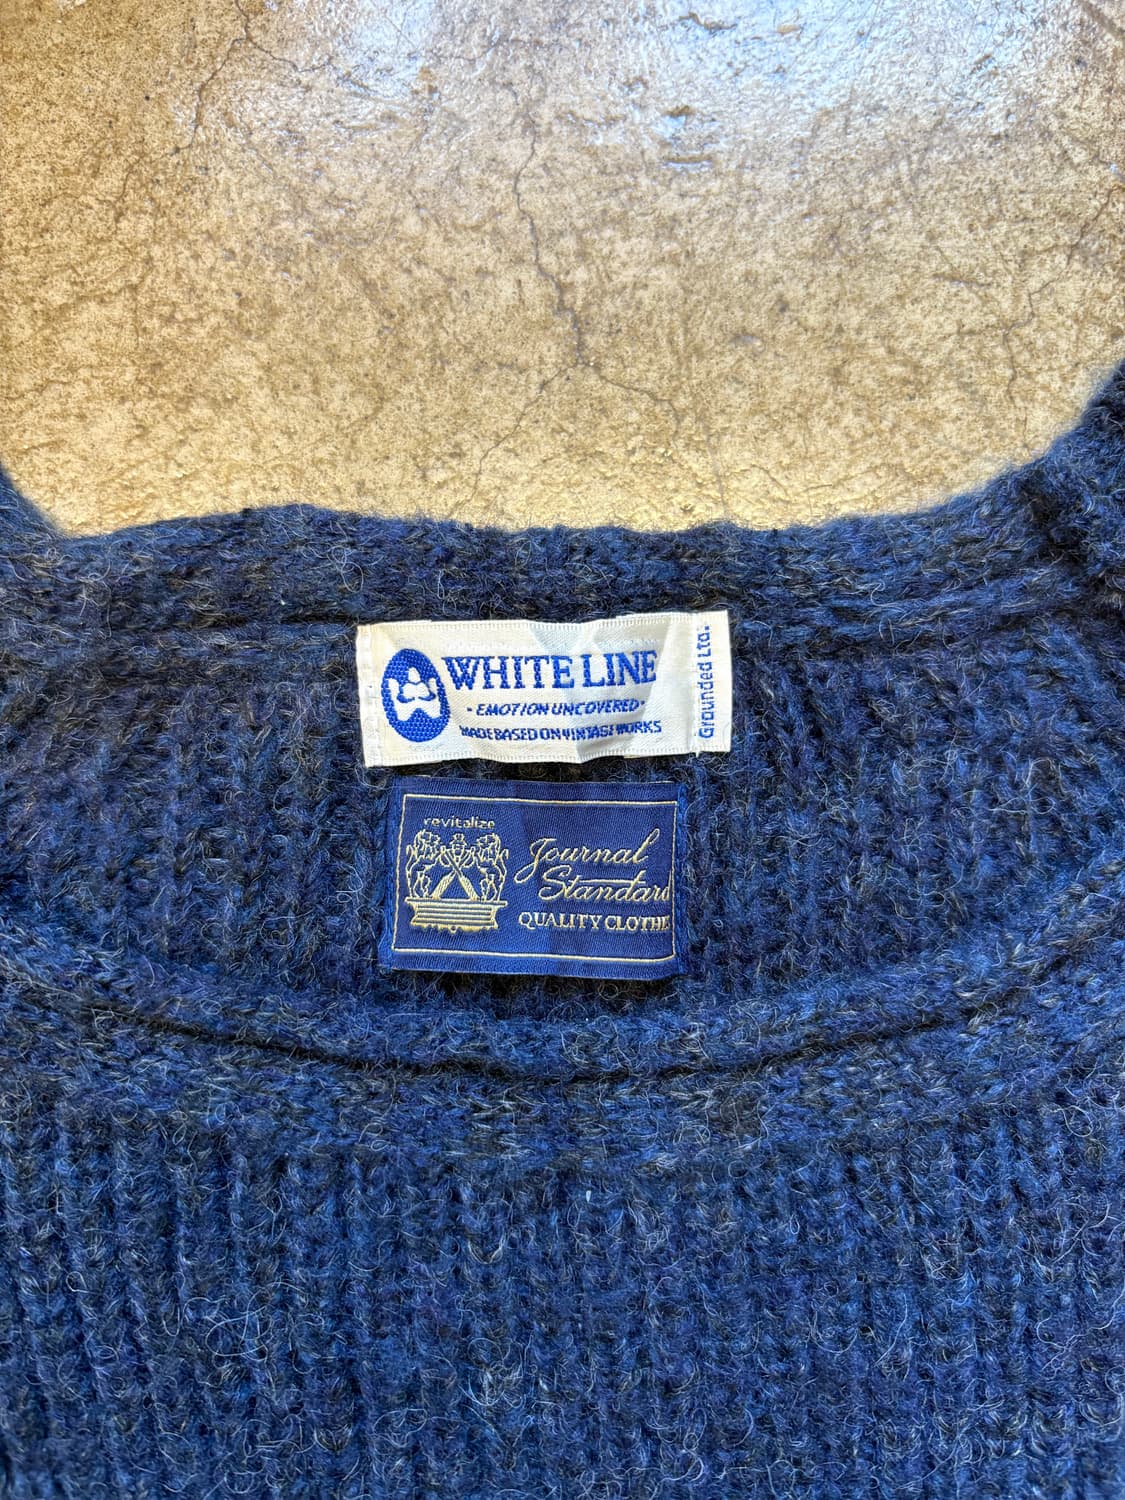 WHITE LINE
- EMOTION UNCOVERED -
MADE BASED ON VINTAGE WORKS
Grounded Ltd.
revitalize
Journal
Standard
QUALITY CLOTHE